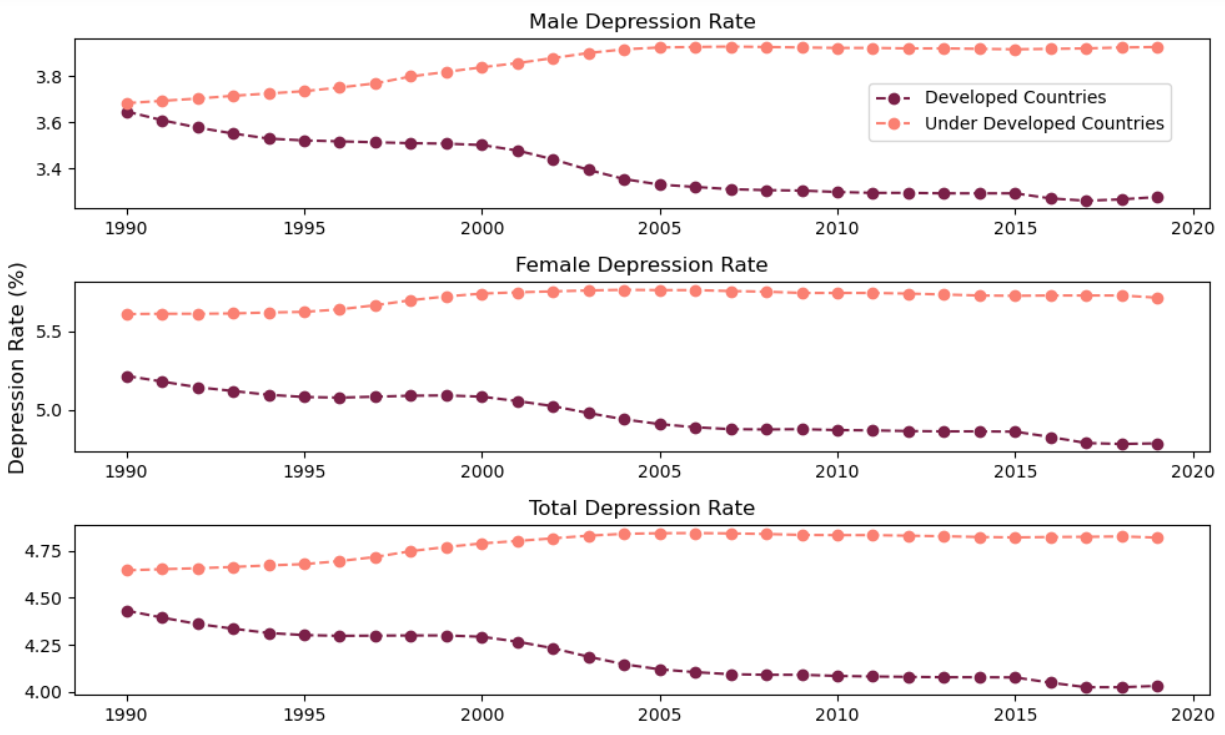 Male Depression Rate
3.8
3.6
3.4
Developed Countries
Under Developed Countries
1990 1995 2000 2005 2010 2015 2020
Depression Rate (%)
Female Depression Rate
5.5
5.0
1990 1995 2000 2005 2010 2015 2020
Total Depression Rate
4.75
4.50
4.25
4.00
1990 1995 2000 2005 2010 2015 2020